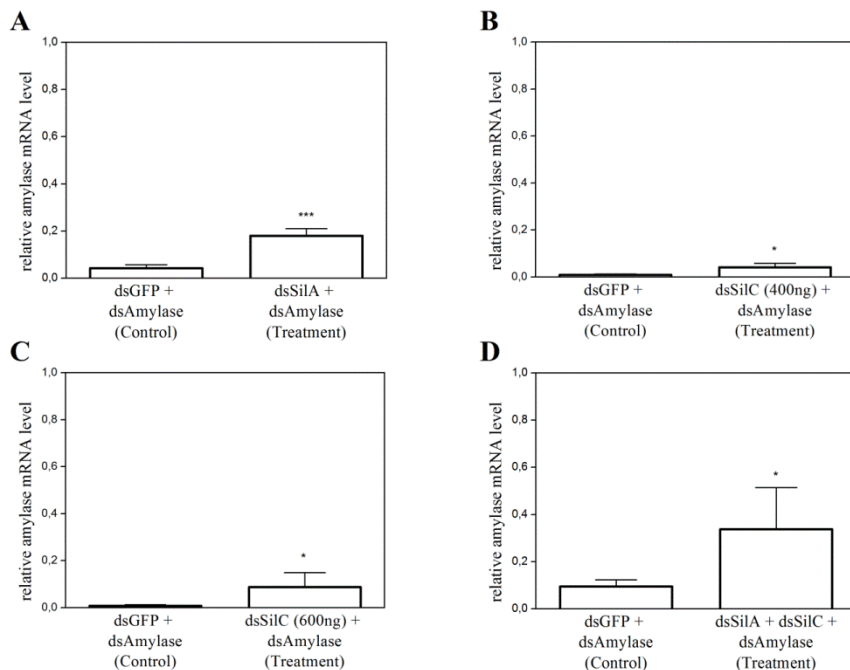 A
relative amylase mRNA level
1,0
0,8
0,6
0,4
0,2
0,0
***
dsGFP +
dsAmylase
(Control)
dsSilA +
dsAmylase
(Treatment)
B
relative amylase mRNA level
1,0
0,8
0,6
0,4
0,2
0,0
*
dsGFP +
dsAmylase
(Control)
dsSilC (400ng) +
dsAmylase
(Treatment)
C
relative amylase mRNA level
1,0
0,8
0,6
0,4
0,2
0,0
*
dsGFP +
dsAmylase
(Control)
dsSilC (600ng) +
dsAmylase
(Treatment)
D
relative amylase mRNA level
1,0
0,8
0,6
0,4
0,2
0,0
*
dsGFP +
dsAmylase
(Control)
dsSilA + dsSilC +
dsAmylase
(Treatment)